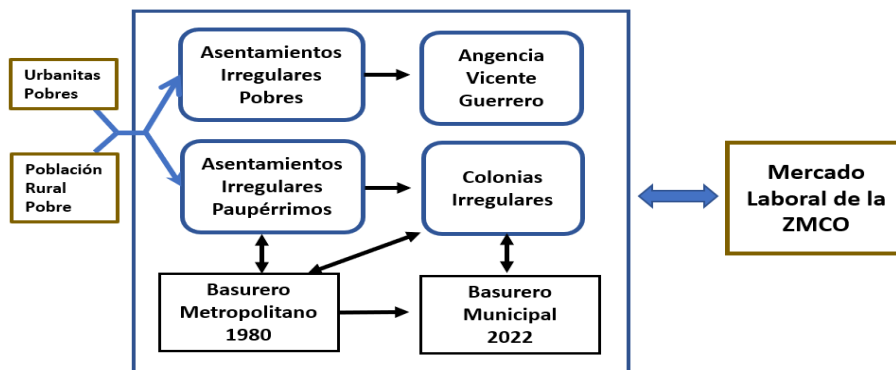 Urbanitas
Pobres
Población
Rural
Pobre
Asentamientos
Irregulares
Pobres
Angencia
Vicente
Guerrero
Asentamientos
Irregulares
Paupérrimos
Colonias
Irregulares
Basurero
Metropolitano
1980
Basurero
Municipal
2022
Mercado
Laboral de la
ZMCO